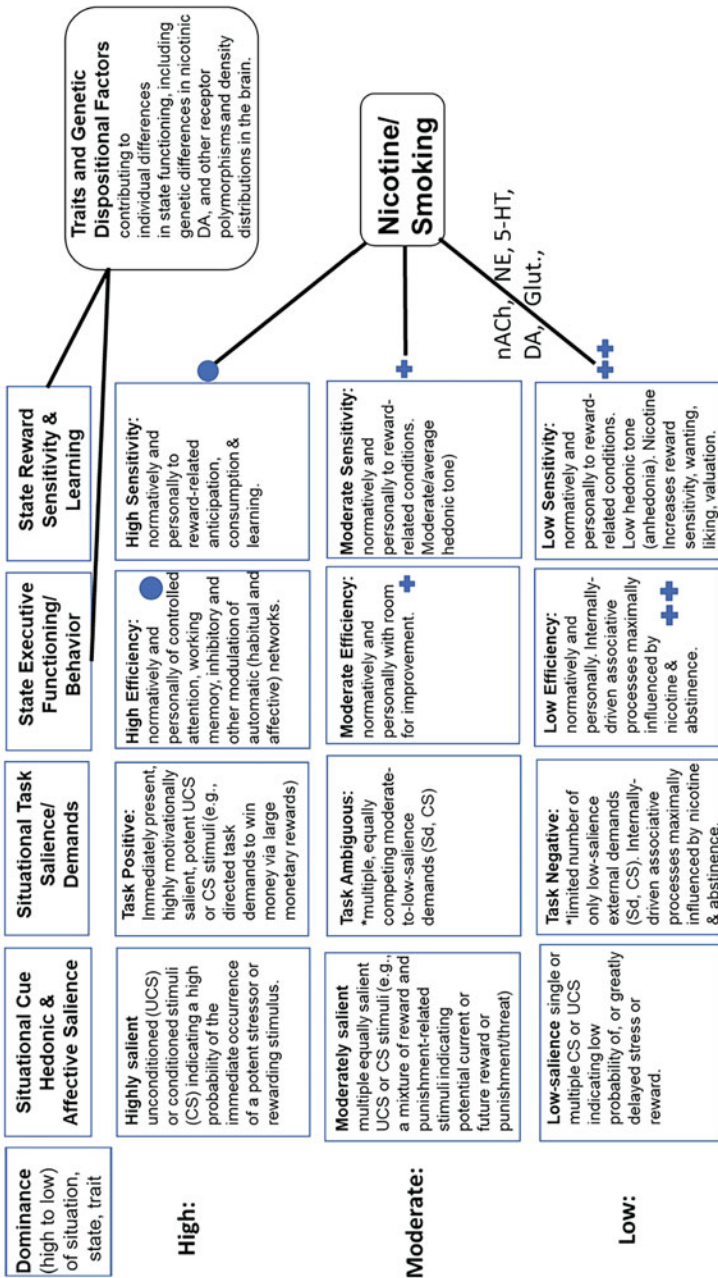 Dominance
(high to low)
of situation,
state, trait
Situational Cue
Hedonic &
Affective Salience
Situational Task
Salience/
Demands
State Executive
Functioning/
Behavior
State Reward
Sensitivity &
Learning
Traits and Genetic
Dispositional Factors
contributing to
individual differences
in state functioning, including
genetic differences in nicotinic
DA, and other receptor
polymorphisms and density
distributions in the brain.
High:
Highly salient
unconditioned (UCS)
or conditioned stimuli
(CS) indicating a high
probability of the
immediate occurrence
of a potent stressor or
rewarding stimulus.
Task Positive:
Immediately present,
highly motivationally
salient, potent UCS
or CS stimuli (e.g.,
directed task
demands to win
money via large
monetary rewards)
High Efficiency:
normatively and
personally of controlled
attention, working
memory, inhibitory and
other modulation of
automatic (habitual and
affective) networks.
High Sensitivity:
normatively and
personally to
reward-related
anticipation,
consumption &
learning.
Moderate:
Moderately salient
multiple equally salient
UCS or CS stimuli (e.g.,
a mixture of reward and
punishment-related
stimuli indicating
potential current or
future reward or
punishment/threat)
Task Ambiguous:
*multiple, equally
competing moderate-
to-low-salience
demands (Sd, CS)
Moderate Efficiency:
normatively and
personally with room
for improvement.
Moderate Sensitivity:
normatively and
personally to reward-
related conditions.
Moderate/average
hedonic tone)
Nicotine/
Smoking
nACh, NE, 5-HT,
DA, Glut.,
Low:
Low-salience single or
multiple CS or UCS
indicating low
probability of, or greatly
delayed stress or
reward.
Task Negative:
*limited number of
only low-salience
external demands
(Sd, CS). Internally-
driven associative
processes maximally
influenced by nicotine
& abstinence.
Low Efficiency:
normatively and
personally. Internally-
driven associative
processes maximally
influenced by
nicotine &
abstinence.
Low Sensitivity:
normatively and
personally to reward-
related conditions.
Low hedonic tone
(anhedonia). Nicotine
Increases reward
sensitivity, wanting,
liking, valuation.